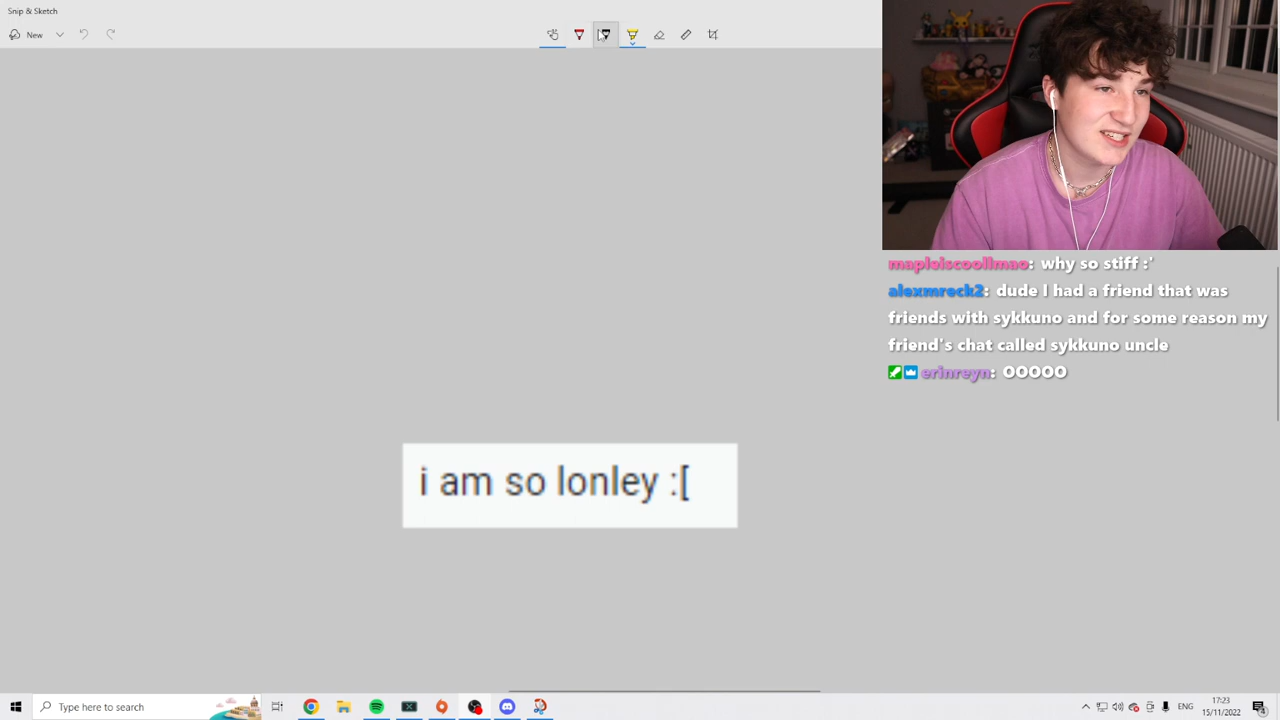 Snip & Sketch
New
mapleiscoollmao: why so stiff :'
alexmreck2: dude I had a friend that was
friends with sykkuno and for some reason my
friend's chat called sykkuno uncle
erinreyn: OOOOO
i am so lonley :[
Type here to search
ENG
17:23
15/11/2022
4